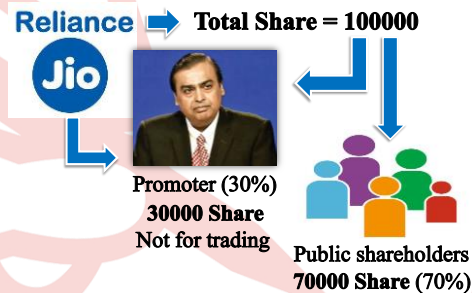 Reliance
Total Share = 100000
Jio
Promoter (30%)
30000 Share
Not for trading
Public shareholders
70000 Share (70%)